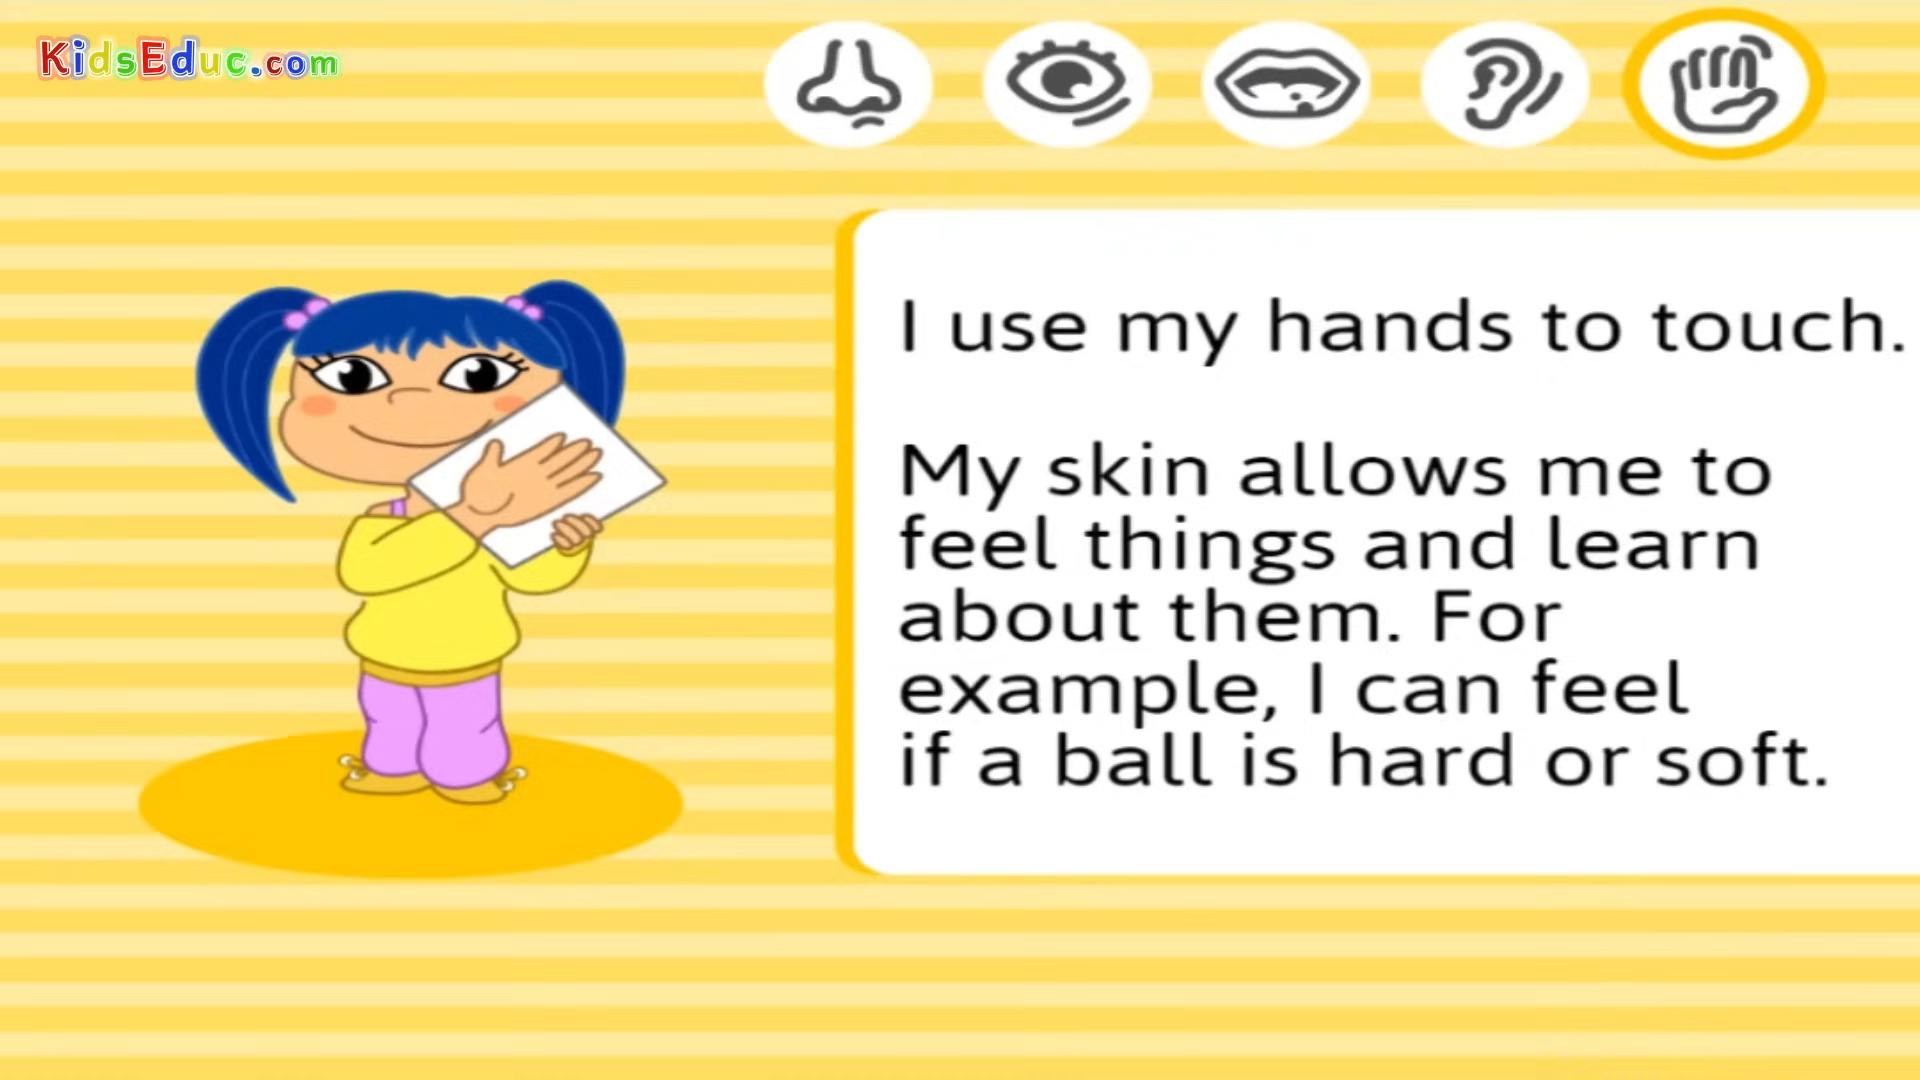 KidsEduc.com
I use my hands to touch.
My skin allows me to
feel things and learn
about them. For
example, I can feel
if a ball is hard or soft.